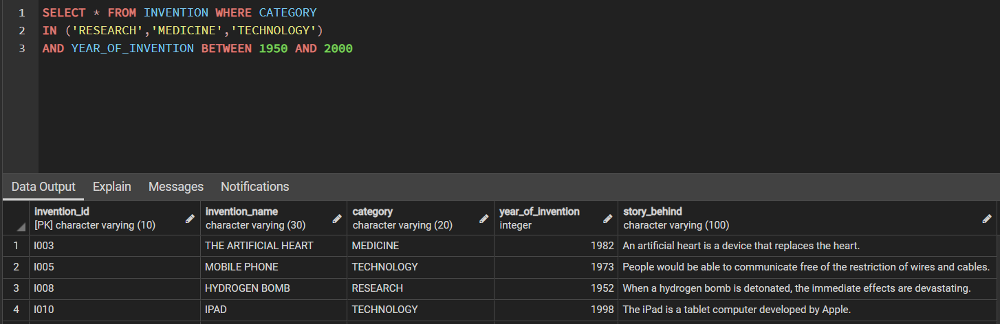 1 SELECT * FROM INVENTION WHERE CATEGORY
2 IN ('RESEARCH','MEDICINE','TECHNOLOGY')
3 AND YEAR_OF_INVENTION BETWEEN 1950 AND 2000
Data Output Explain Messages Notifications
invention_id invention_name category year_of_invention story_behind
[PK] character varying (10) character varying (30) character varying (20) integer character varying (100)
1 I003 THE ARTIFICIAL HEART MEDICINE 1982 An artificial heart is a device that replaces the heart.
2 I005 MOBILE PHONE TECHNOLOGY 1973 People would be able to communicate free of the restriction of wires and cables.
3 I008 HYDROGEN BOMB RESEARCH 1952 When a hydrogen bomb is detonated, the immediate effects are devastating.
4 I010 IPAD TECHNOLOGY 1998 The iPad is a tablet computer developed by Apple.